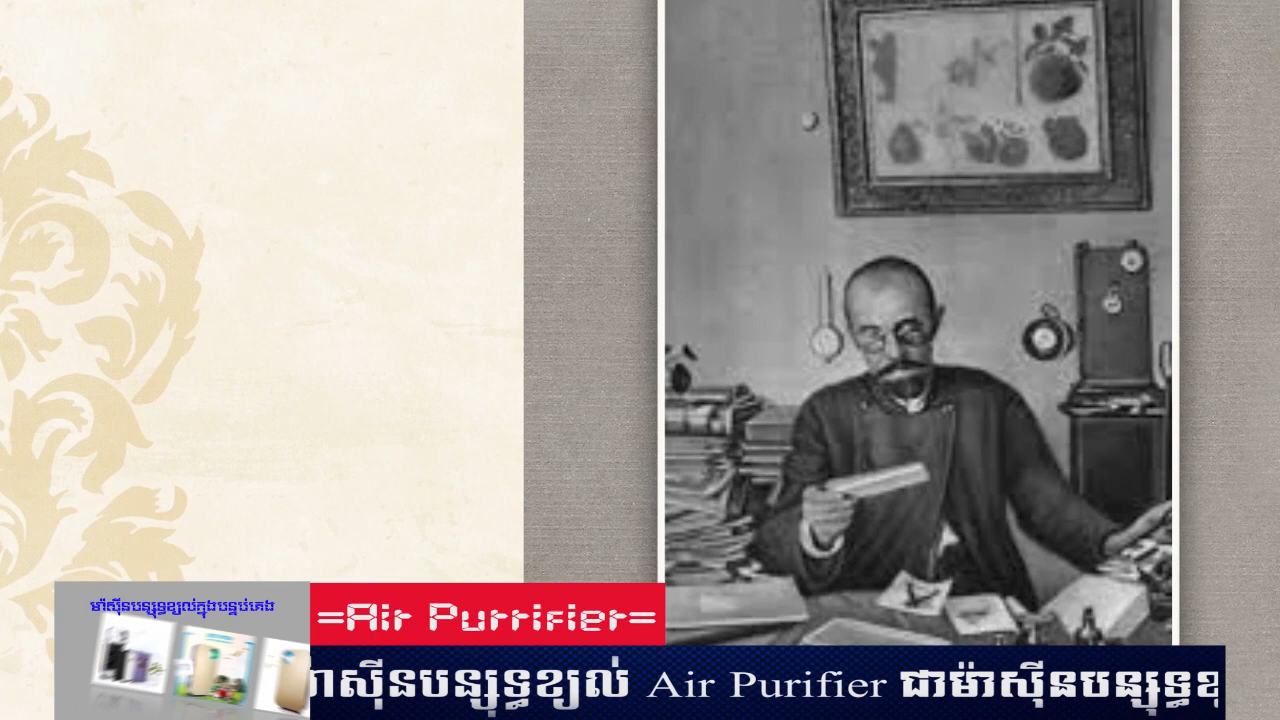 ម៉ាស៊ីនបន្សុទ្ធខ្យល់ក្នុងបន្ទប់គេង
=Air Purrifier=
ម៉ាស៊ីនបន្សុទ្ធខ្យល់ Air Purifier ជាម៉ាស៊ីនបន្សុទ្ធខ្យ